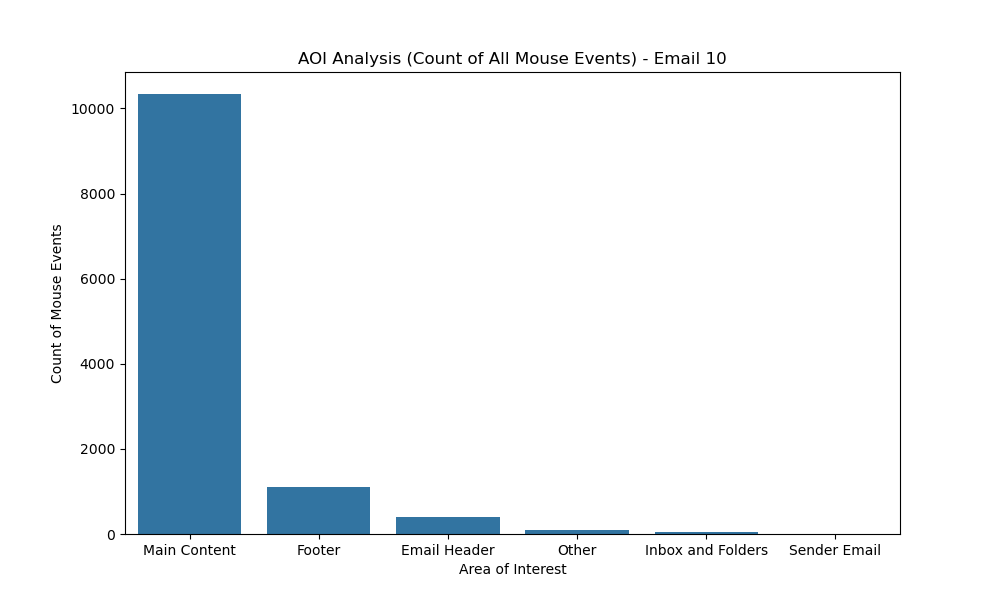 AOI Analysis (Count of All Mouse Events) - Email 10
10000
8000
6000
4000
2000
0
Count of Mouse Events
Main Content
Footer
Email Header
Other
Inbox and Folders
Sender Email
Area of Interest